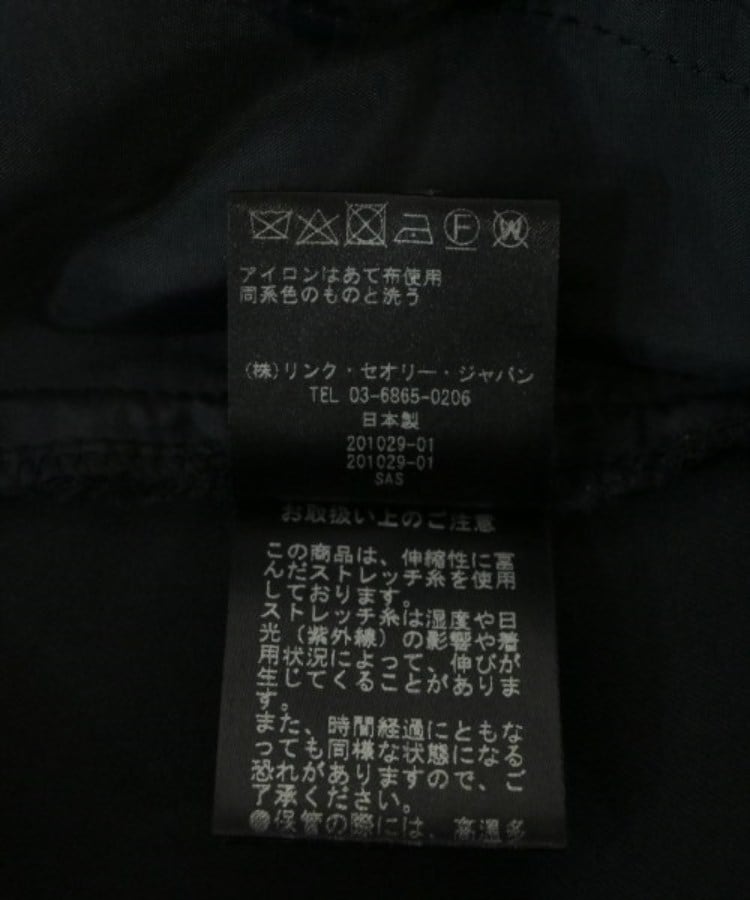 F W
アイロンはあて布使用
同系色のものと洗う
(株)リンク・セオリー・ジャパン
TEL 03-6865-0206
日本製
201029-01
201029-01
SAS
お取扱い上のご注意
この商品は、伸縮性に富
んだストレッチ糸を使用
しております。
ストレッチ糸は湿度や日
光(紫外線)の影響や着
用状況によって、伸びが
生じてくることがありま
す。
また、時間経過にともな
っても同様な状態になる
恐れがありますので、ご
了承ください。
●保管の際には、高温多